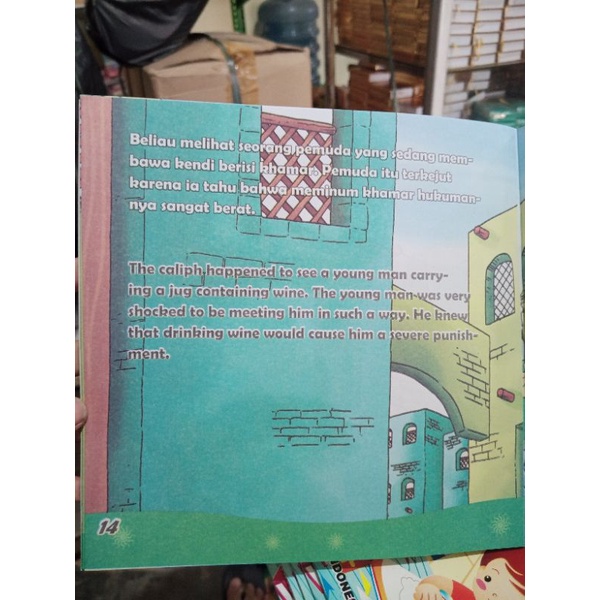 Beliau melihat seorang pemuda yang sedang mem-
bawa kendi berisi khamar. Pemuda itu terkejut
karena ia tahu bahwa meminum khamar hukuman-
nya sangat berat.
The caliph happened to see a young man carry-
ing a jug containing wine. The young man was very
shocked to be meeting him in such a way. He knew
that drinking wine would cause him a severe punish-
ment.
14